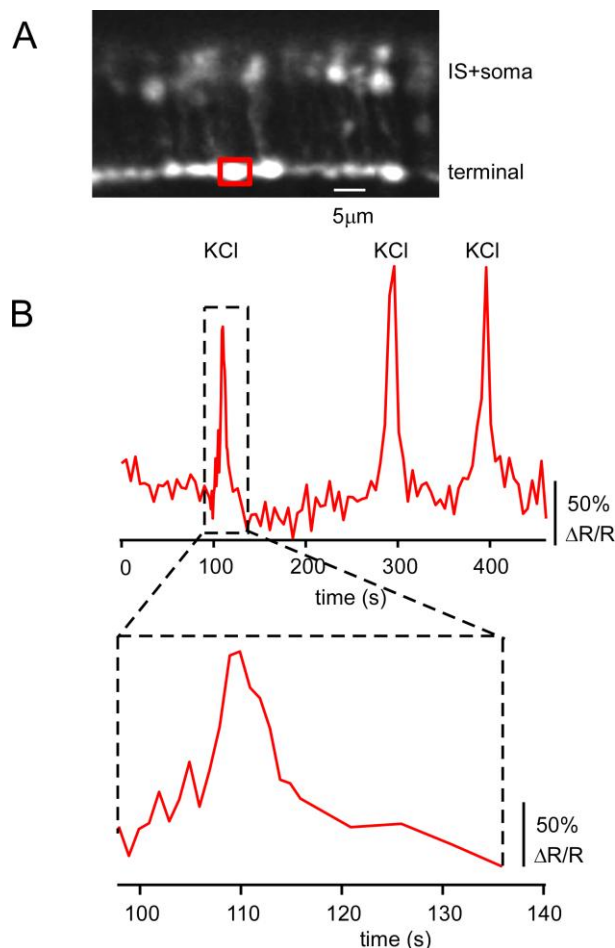 A
IS+soma
terminal
5μm
KCl KCl KCl
B
50%
ΔR/R
0 100 200 300 400
time (s)
50%
ΔR/R
100 110 120 130 140
time (s)